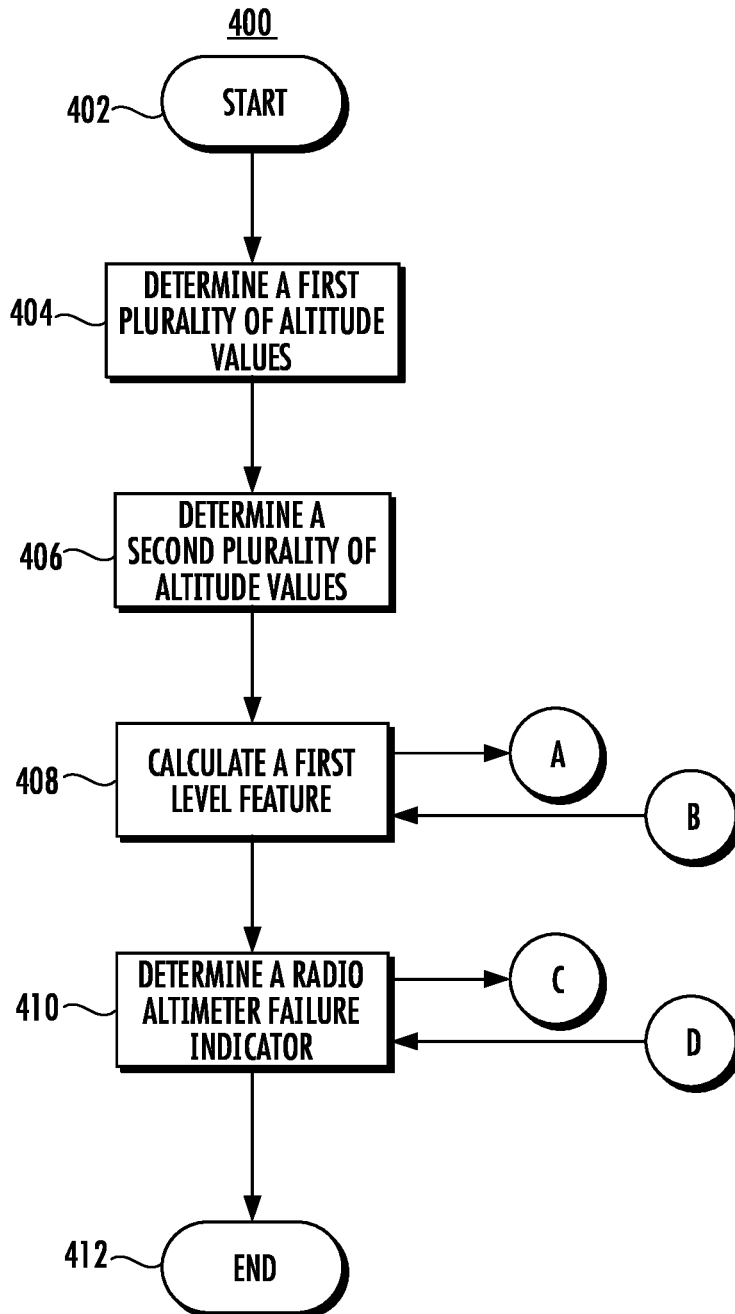 400
402
START
404
DETERMINE A FIRST
PLURALITY OF ALTITUDE
VALUES
406
DETERMINE A
SECOND PLURALITY OF
ALTITUDE VALUES
408
CALCULATE A FIRST
LEVEL FEATURE
A
B
410
DETERMINE A RADIO
ALTIMETER FAILURE
INDICATOR
C
D
412
END